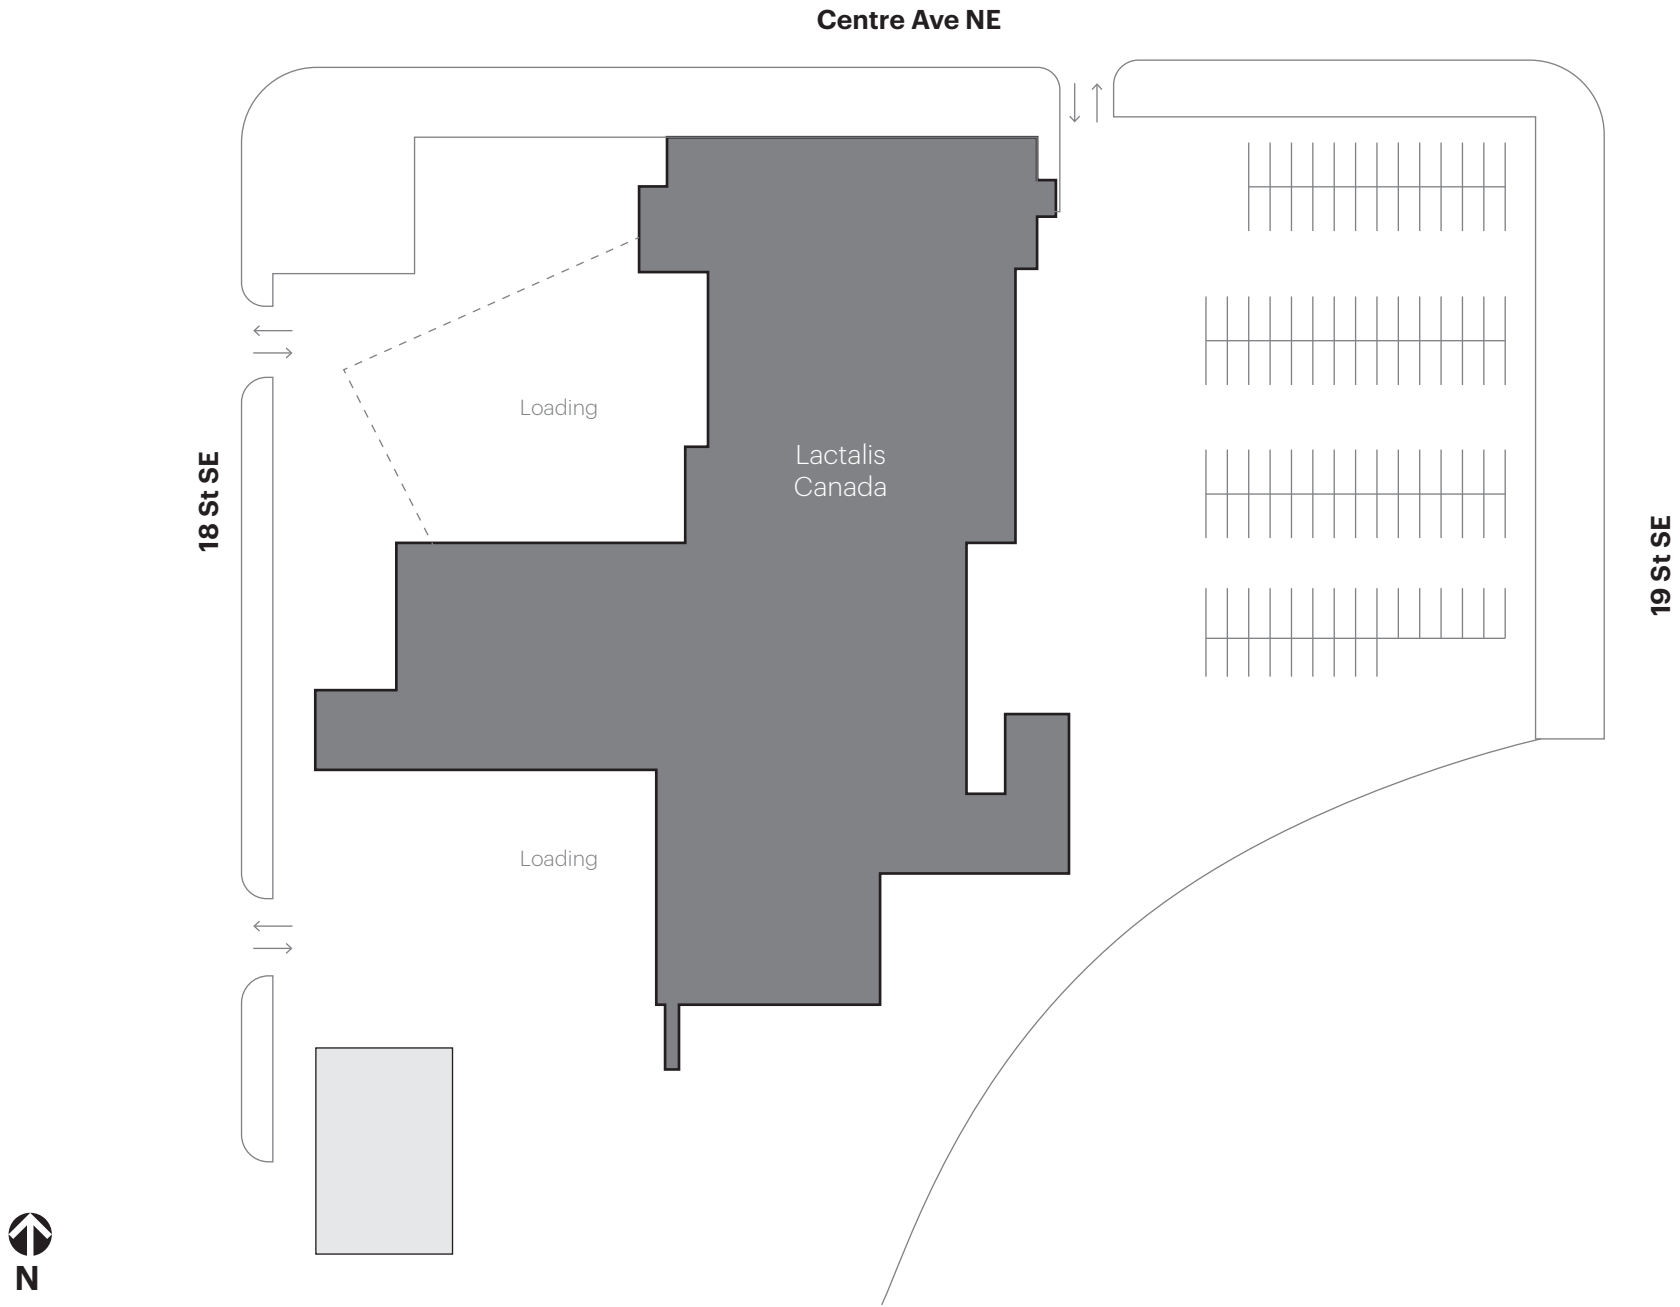 Centre Ave NE
Loading
Lactalis
Canada
18 St SE
19 St SE
Loading
N